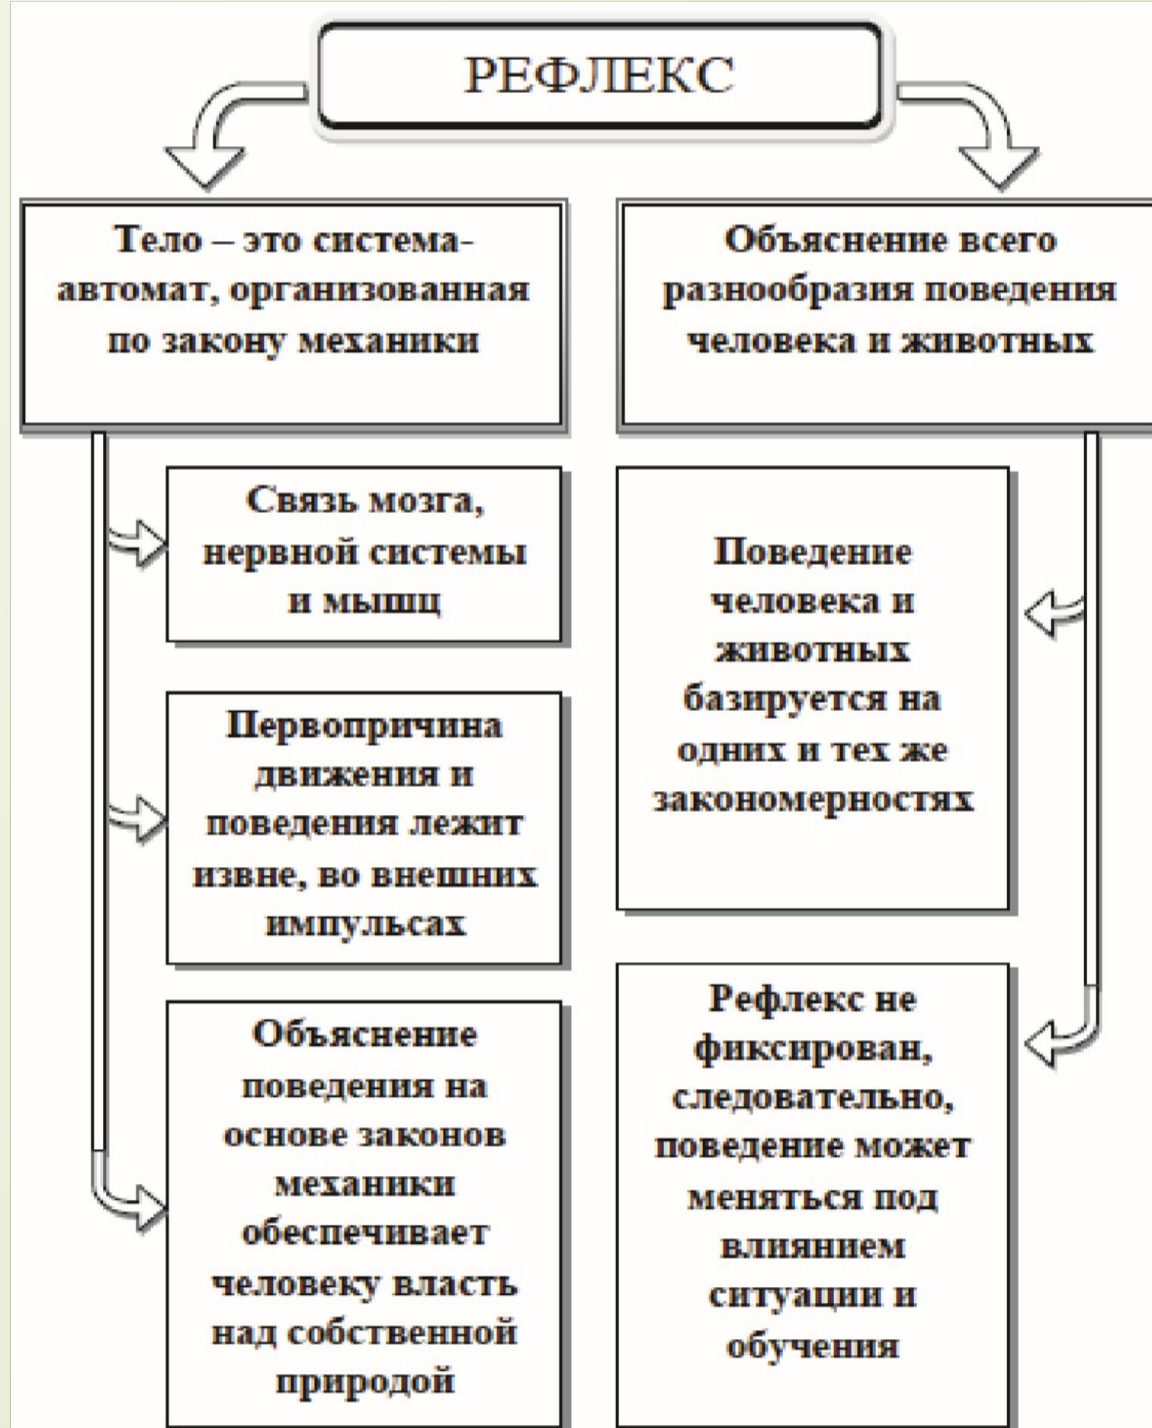 РЕФЛЕКС
Тело – это система-
автомат, организованная
по закону механики
Объяснение всего
разнообразия поведения
человека и животных
Связь мозга,
нервной системы
и мышц
Первопричина
движения и
поведения лежит
извне, во внешних
импульсах
Объяснение
поведения на
основе законов
механики
обеспечивает
человеку власть
над собственной
природой
Поведение
человека и
животных
базируется на
одних и тех же
закономерностях
Рефлекс не
фиксирован,
следовательно,
поведение может
меняться под
влиянием
ситуации и
обучения